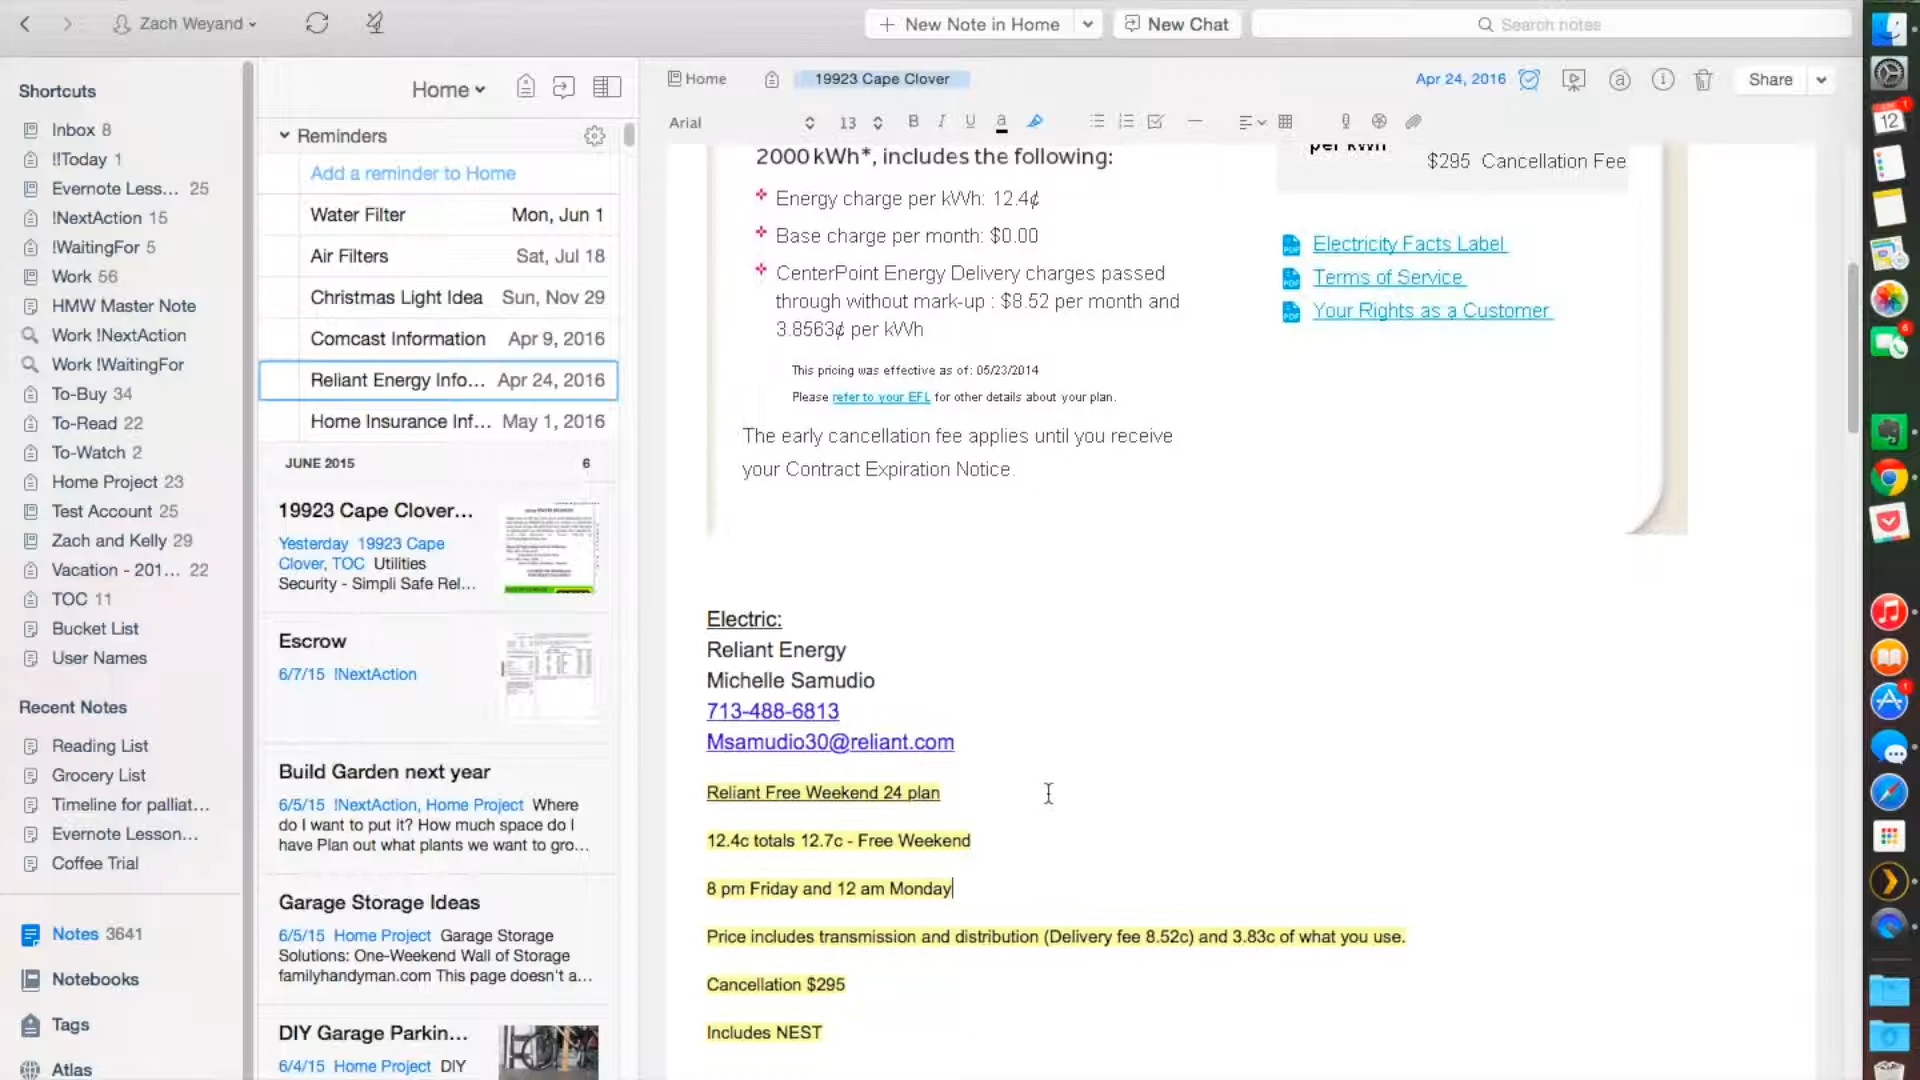 Zach Weyand
New Note in Home
New Chat
Search notes
Shortcuts
Inbox 8
!!Today 1
Evernote Less... 25
!NextAction 15
!WaitingFor 5
Work 56
HMW Master Note
Work !NextAction
Work !WaitingFor
To-Buy 34
To-Read 22
To-Watch 2
Home Project 23
Test Account 25
Zach and Kelly 29
Vacation - 201... 22
TOC 11
Bucket List
User Names
Recent Notes
Reading List
Grocery List
Timeline for palliat...
Evernote Lesson...
Coffee Trial
Notes 3641
Notebooks
Tags
Atlas
Home
Reminders
Add a reminder to Home
Water Filter Mon, Jun 1
Air Filters Sat, Jul 18
Christmas Light Idea Sun, Nov 29
Comcast Information Apr 9, 2016
Reliant Energy Info... Apr 24, 2016
Home Insurance Inf... May 1, 2016
JUNE 2015 6
19923 Cape Clover...
Yesterday 19923 Cape
Clover, TOC Utilities
Security - Simpli Safe Rel...
Escrow
6/7/15 !NextAction
Build Garden next year
6/5/15 !NextAction, Home Project Where
do I want to put it? How much space do I
have Plan out what plants we want to gro...
Garage Storage Ideas
6/5/15 Home Project Garage Storage
Solutions: One-Weekend Wall of Storage
familyhandyman.com This page doesn't a...
DIY Garage Parkin...
6/4/15 Home Project DIY
Home
19923 Cape Clover
Apr 24, 2016
Share
Arial 13 B I U a
2000 kWh*, includes the following:
Energy charge per kWh: 12.4¢
Base charge per month: $0.00
CenterPoint Energy Delivery charges passed
through without mark-up : $8.52 per month and
3.8563¢ per kWh
This pricing was effective as of: 05/23/2014
Please refer to your EFL for other details about your plan.
The early cancellation fee applies until you receive
your Contract Expiration Notice.
per kWh
$295 Cancellation Fee
PDF Electricity Facts Label
PDF Terms of Service
PDF Your Rights as a Customer
Electric:
Reliant Energy
Michelle Samudio
713-488-6813
Msamudio30@reliant.com
Reliant Free Weekend 24 plan
12.4c totals 12.7c - Free Weekend
8 pm Friday and 12 am Monday
Price includes transmission and distribution (Delivery fee 8.52c) and 3.83c of what you use.
Cancellation $295
Includes NEST
1
12
6
1